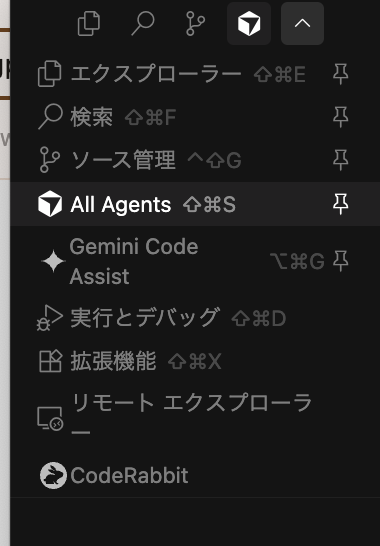 エクスプローラー ⇧⌘E
検索 ⇧⌘F
ソース管理 ^⇧G
All Agents ⇧⌘S
Gemini Code
Assist ⌥⌘G
実行とデバッグ ⇧⌘D
拡張機能 ⇧⌘X
リモート エクスプローラ
ー
CodeRabbit